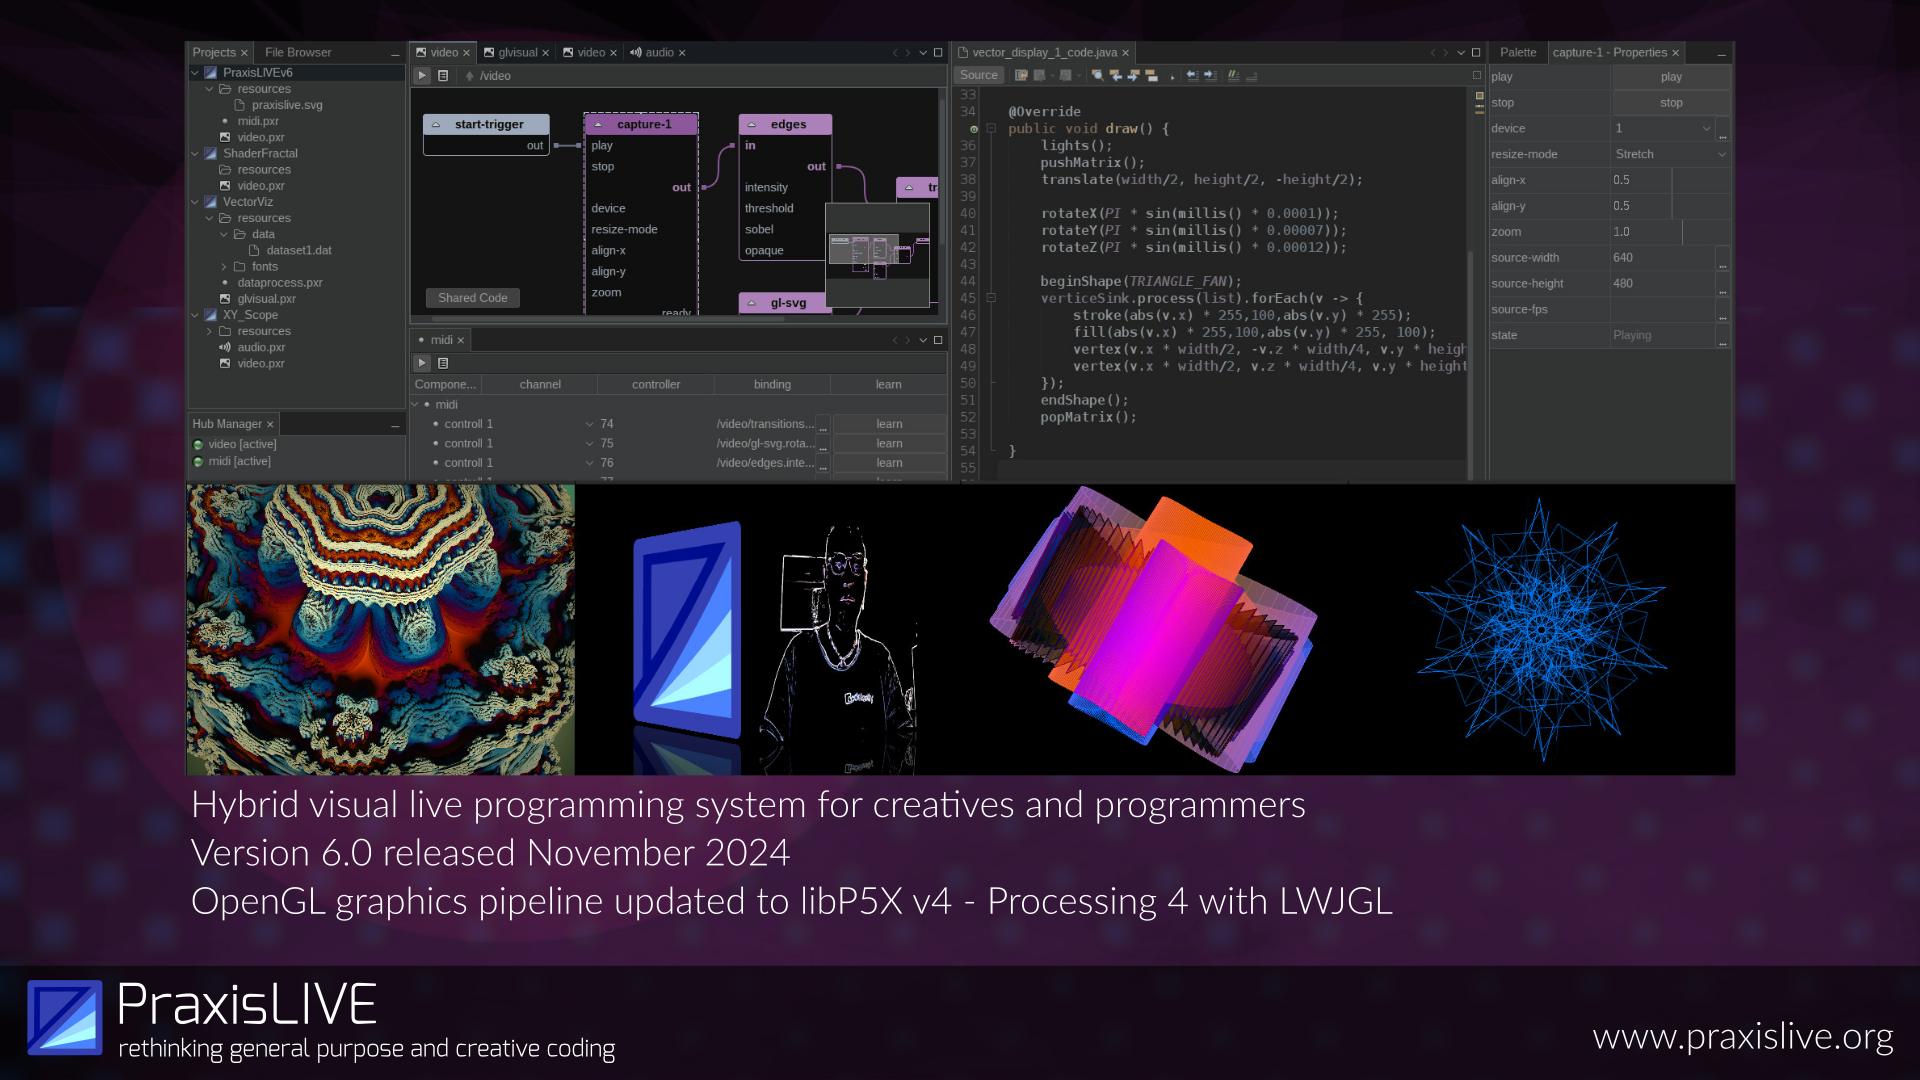 Projects
File Browser
PraxisLIVEv6
resources
praxislive.svg
midi.pxr
video.pxr
ShaderFractal
resources
video.pxr
VectorViz
resources
data
dataset1.dat
fonts
dataprocess.pxr
glvisual.pxr
XY_Scope
resources
audio.pxr
video.pxr
Hub Manager
video [active]
midi [active]
video
glvisual
video
audio
/video
start-trigger
out
capture-1
play
stop
out
device
resize-mode
align-x
align-y
zoom
ready
edges
in
out
intensity
threshold
sobel
opaque
tr
gl-svg
Shared Code
midi
Compone... channel controller binding learn
midi
controll 1 74 /video/transitions... ... learn
controll 1 75 /video/gl-svg.rota... ... learn
controll 1 76 /video/edges.inte... ... learn
vector_display_1_code.java
Source
33
34 @Override
public void draw() {
36 lights();
37 pushMatrix();
38 translate(width/2, height/2, -height/2);
39
40 rotateX(PI * sin(millis() * 0.0001));
41 rotateY(PI * sin(millis() * 0.00007));
42 rotateZ(PI * sin(millis() * 0.00012));
43
44 beginShape(TRIANGLE_FAN);
45 verticeSink.process(list).forEach(v -> {
46 stroke(abs(v.x) * 255,100,abs(v.y) * 255);
47 fill(abs(v.x) * 255,100,abs(v.y) * 255, 100);
48 vertex(v.x * width/2, -v.z * width/4, v.y * heigh
49 vertex(v.x * width/2, v.z * width/4, v.y * height
50 });
51 endShape();
52 popMatrix();
53
54 }
55
Palette
capture-1 - Properties
play play
stop stop
device 1 ...
resize-mode Stretch
align-x 0.5
align-y 0.5
zoom 1.0
source-width 640 ...
source-height 480 ...
source-fps ...
state Playing ...
Hybrid visual live programming system for creatives and programmers
Version 6.0 released November 2024
OpenGL graphics pipeline updated to libP5X v4 - Processing 4 with LWJGL
PraxisLIVE
rethinking general purpose and creative coding
www.praxislive.org